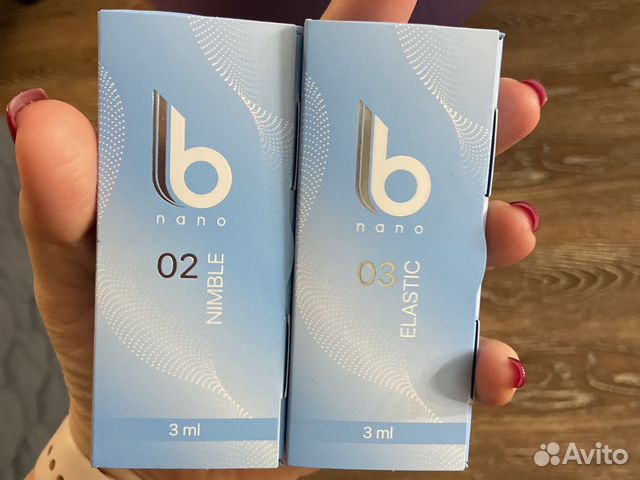 b
nano
02
NIMBLE
3 ml
b
nano
03
ELASTIC
3 ml
Avito